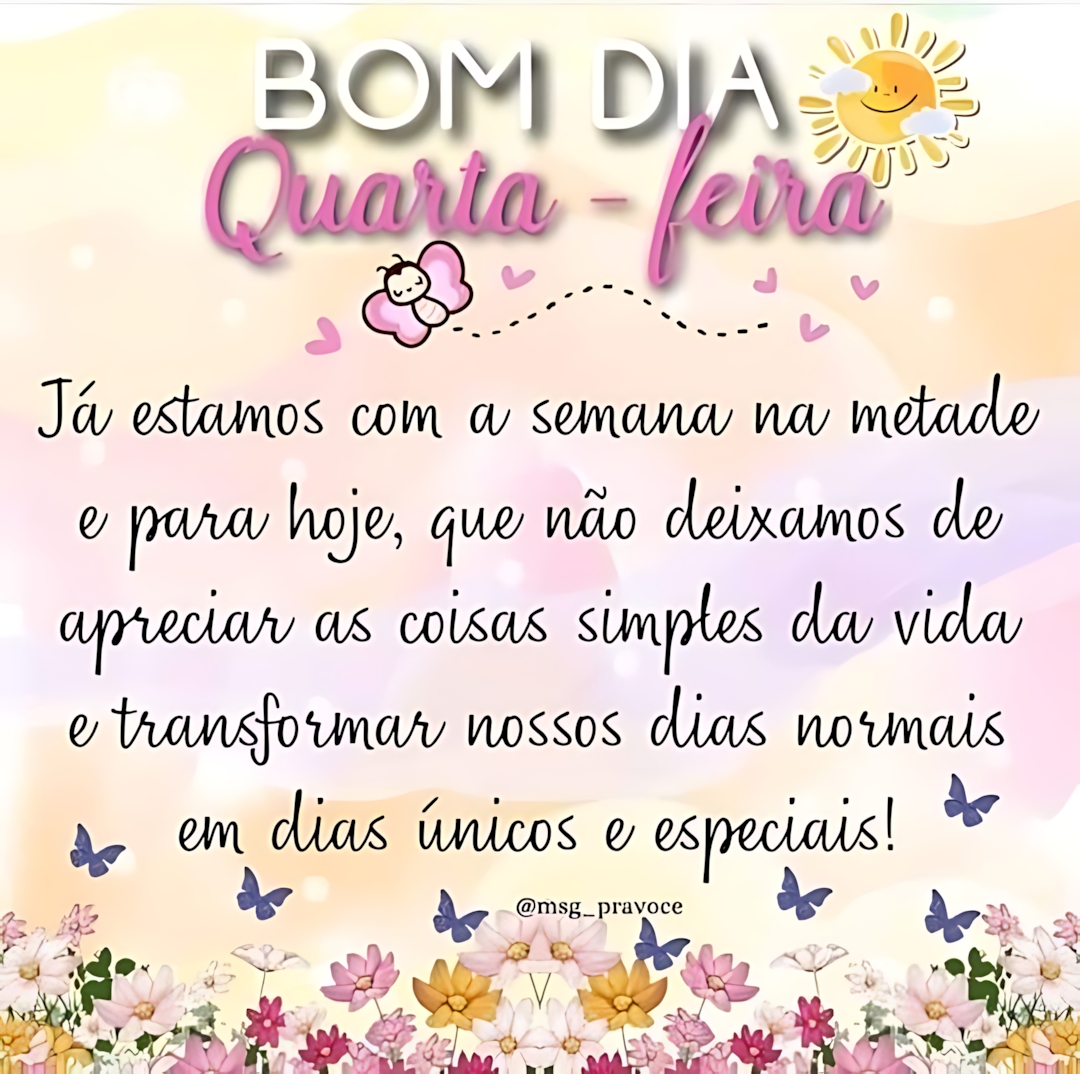 BOM DIA
Quarta - feira
Já estamos com a semana na metade
e para hoje, que não deixamos de
apreciar as coisas simples da vida
e transformar nossos dias normais
em dias únicos e especiais!
@msg_pravoce